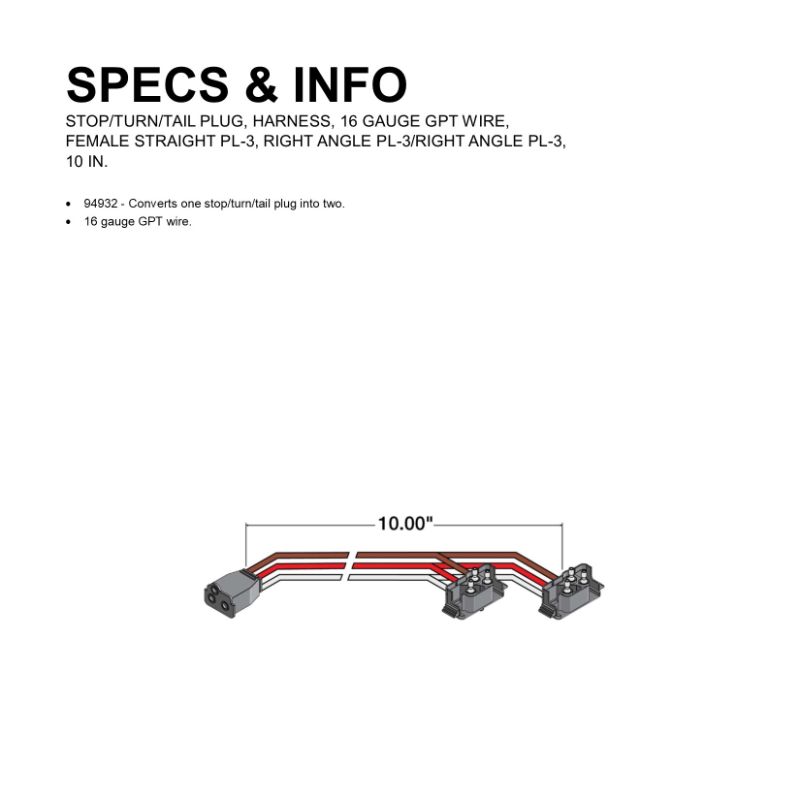 SPECS & INFO
STOP/TURN/TAIL PLUG, HARNESS, 16 GAUGE GPT WIRE,
FEMALE STRAIGHT PL-3, RIGHT ANGLE PL-3/RIGHT ANGLE PL-3,
10 IN.
• 94932 - Converts one stop/turn/tail plug into two.
• 16 gauge GPT wire.
10.00"